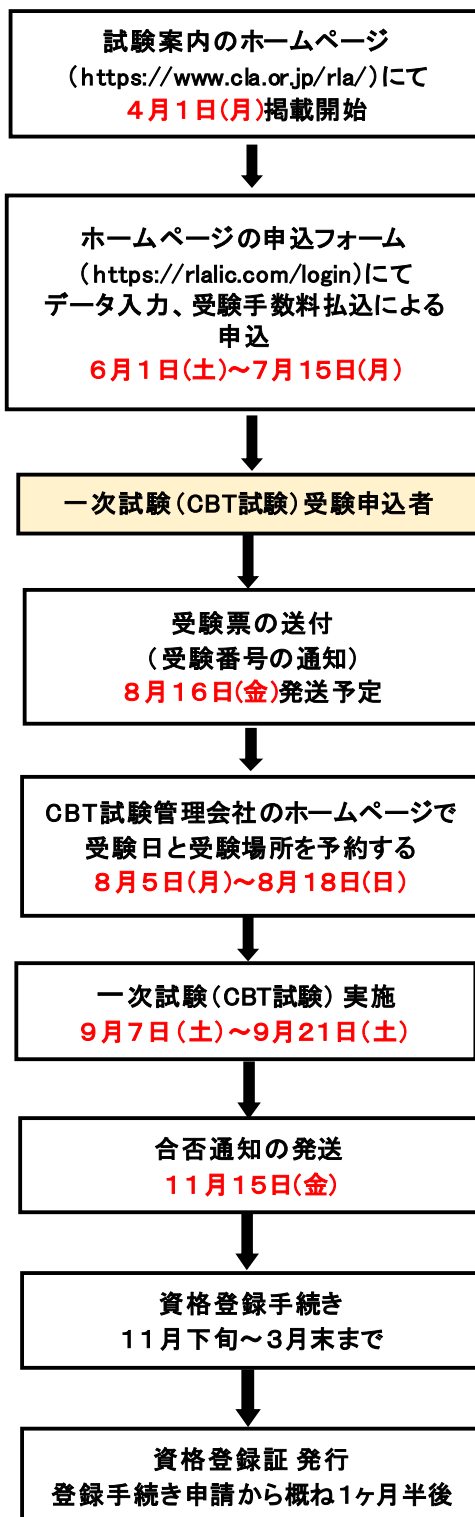 試験案内のホームページ
（https://www.cla.or.jp/rla/）にて
４月１日(月)掲載開始
ホームページの申込フォーム
（https://rlalic.com/login）にて
データ入力、受験手数料払込による
申込
６月１日(土)～７月15日(月)
一次試験（CBT試験）受験申込者
受験票の送付
（受験番号の通知）
８月１６日(金)発送予定
CBT試験管理会社のホームページで
受験日と受験場所を予約する
８月５日(月)～８月１８日(日)
一次試験（CBT試験） 実施
９月７日（土）～９月２１日（土）
合否通知の発送
１１月１５日(金)
資格登録手続き
１１月下旬～３月末まで
資格登録証 発行
登録手続き申請から概ね１ヶ月半後